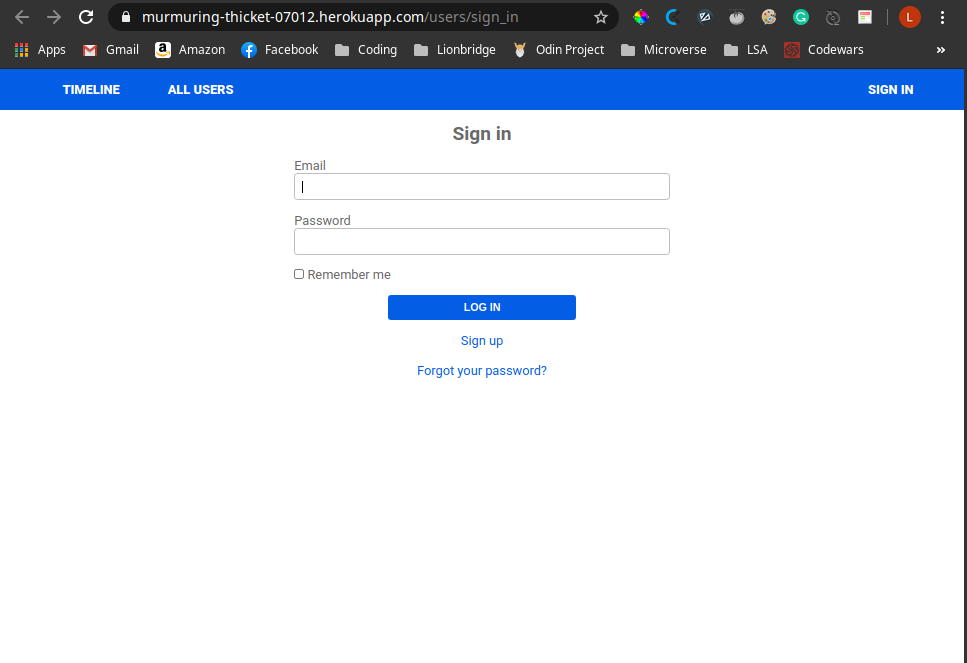 murmuring-thicket-07012.herokuapp.com/users/sign_in
L
Apps Gmail Amazon Facebook Coding Lionbridge Odin Project Microverse LSA Codewars »
TIMELINE ALL USERS SIGN IN
Sign in
Email
Password
Remember me
LOG IN
Sign up
Forgot your password?